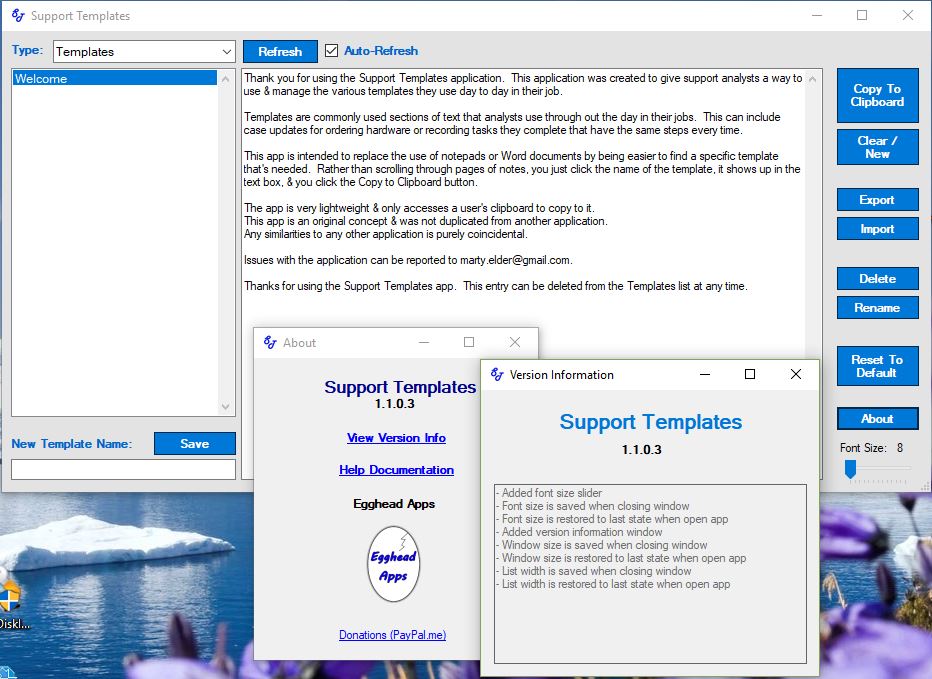 Support Templates
Type:
Templates
Refresh
Auto-Refresh
Welcome
Thank you for using the Support Templates application. This application was created to give support analysts a way to
use & manage the various templates they use day to day in their job.
Templates are commonly used sections of text that analysts use through out the day in their jobs. This can include
case updates for ordering hardware or recording tasks they complete that have the same steps every time.
This app is intended to replace the use of notepads or Word documents by being easier to find a specific template
that's needed. Rather than scrolling through pages of notes, you just click the name of the template, it shows up in the
text box, & you click the Copy to Clipboard button.
The app is very lightweight & only accesses a user's clipboard to copy to it.
This app is an original concept & was not duplicated from another application.
Any similarities to any other application is purely coincidental.
Issues with the application can be reported to marty.elder@gmail.com.
Thanks for using the Support Templates app. This entry can be deleted from the Templates list at any time.
Copy To
Clipboard
Clear /
New
Export
Import
Delete
Rename
Reset To
Default
About
Font Size: 8
New Template Name:
Save
About
Support Templates
1.1.0.3
View Version Info
Help Documentation
Egghead Apps
Egghead
Apps
Donations (PayPal.me)
Version Information
Support Templates
1.1.0.3
- Added font size slider
- Font size is saved when closing window
- Font size is restored to last state when open app
- Added version information window
- Window size is saved when closing window
- Window size is restored to last state when open app
- List width is saved when closing window
- List width is restored to last state when open app
DiskI...